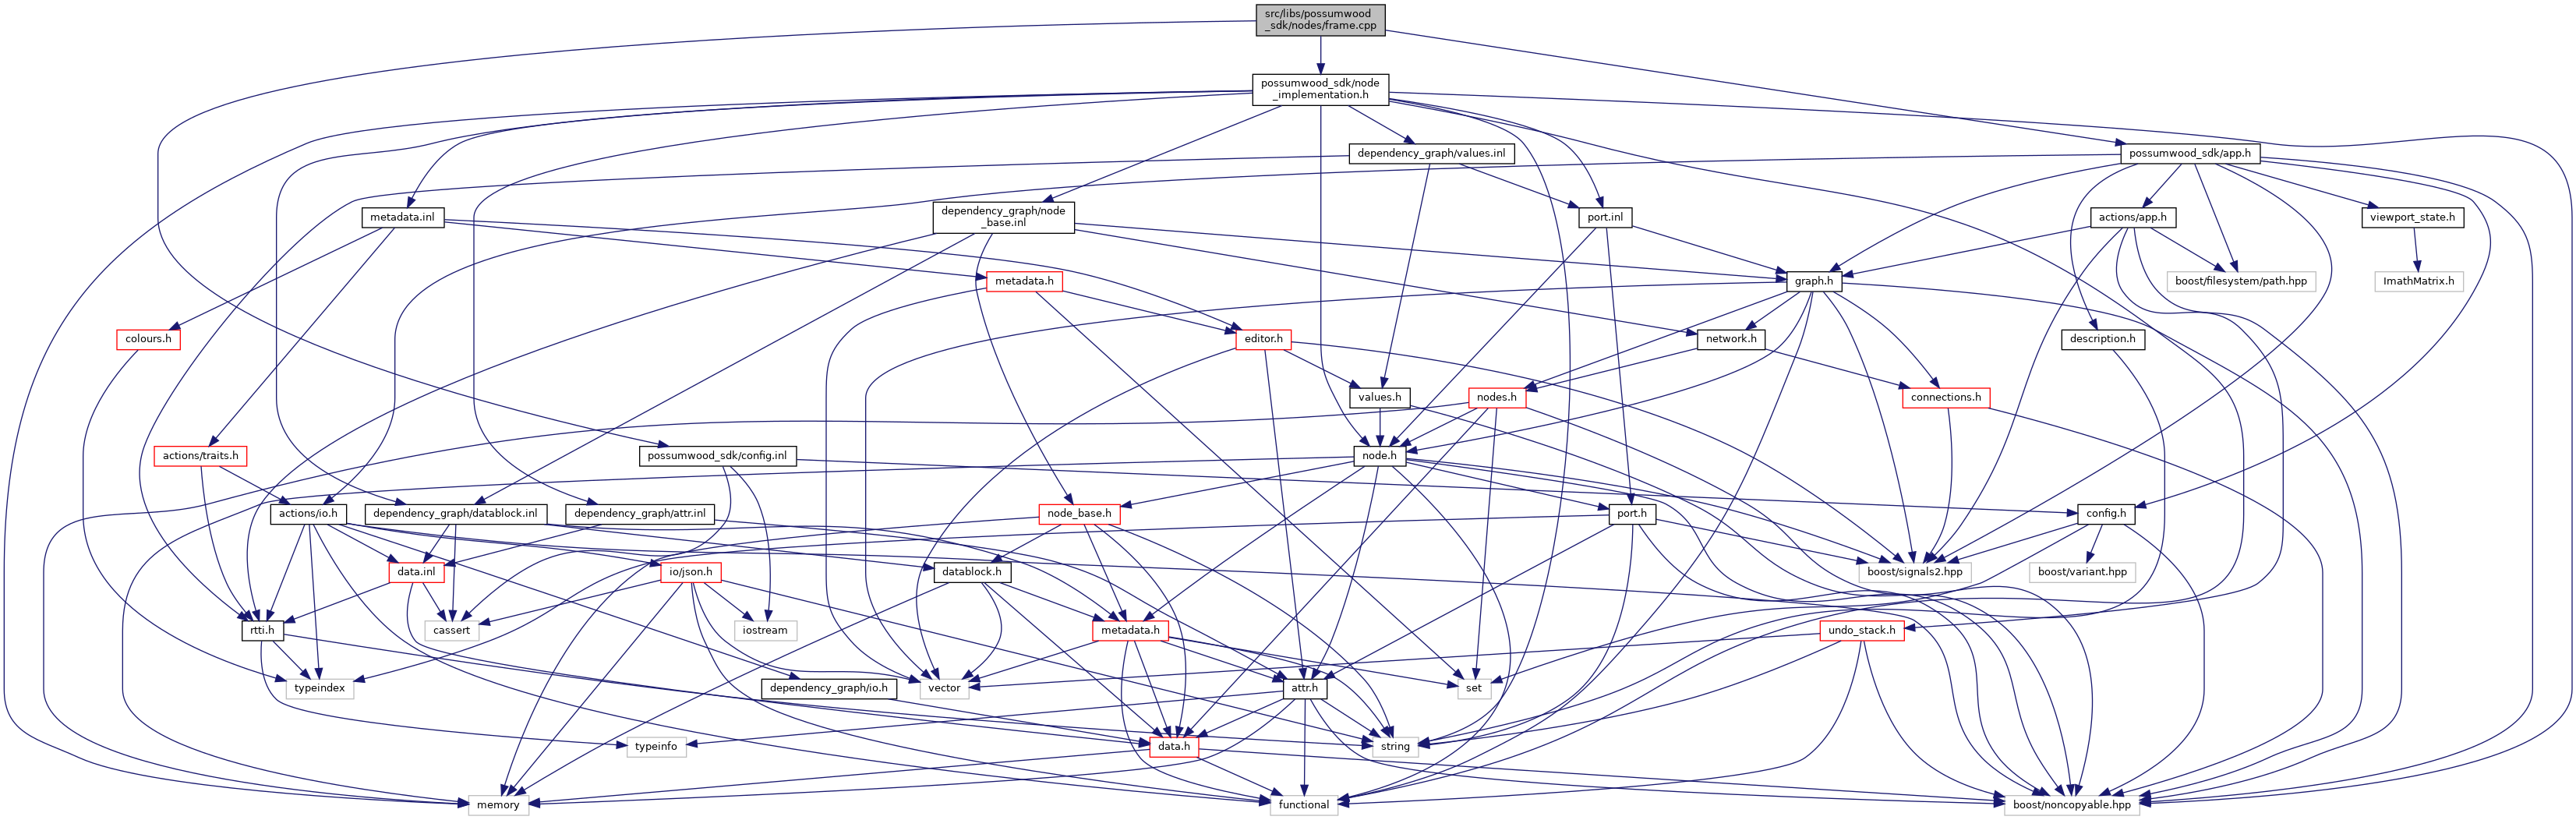 src/libs/possumwood
_sdk/nodes/frame.cpp
possumwood_sdk/node
_implementation.h
dependency_graph/values.inl
possumwood_sdk/app.h
metadata.inl
dependency_graph/node
_base.inl
port.inl
actions/app.h
viewport_state.h
metadata.h
graph.h
boost/filesystem/path.hpp
ImathMatrix.h
colours.h
editor.h
network.h
description.h
values.h
nodes.h
connections.h
actions/traits.h
possumwood_sdk/config.inl
node.h
actions/io.h
dependency_graph/datablock.inl
dependency_graph/attr.inl
node_base.h
port.h
config.h
data.inl
io/json.h
datablock.h
boost/signals2.hpp
boost/variant.hpp
rtti.h
cassert
iostream
metadata.h
undo_stack.h
typeindex
dependency_graph/io.h
vector
attr.h
set
typeinfo
data.h
string
memory
functional
boost/noncopyable.hpp